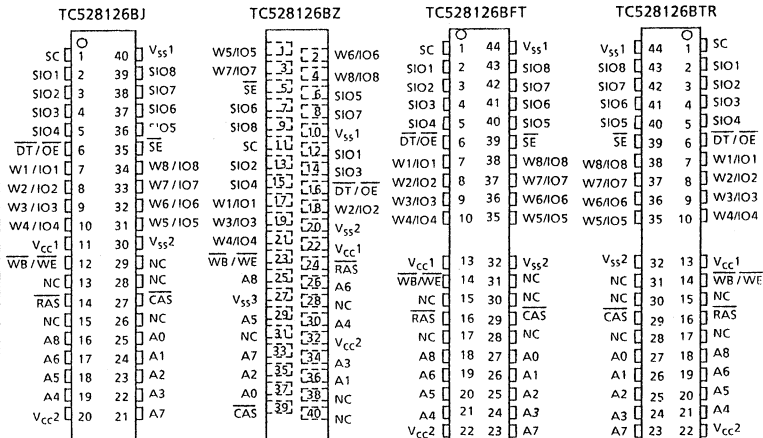 TC528126BJ TC528126BZ TC528126BFT TC528126BTR
SC 1 40 VSS1
SIO1 2 39 SIO8
SIO2 3 38 SIO7
SIO3 4 37 SIO6
SIO4 5 36 IO5
DT/OE 6 35 SE
W1/IO1 7 34 W8/IO8
W2/IO2 8 33 W7/IO7
W3/IO3 9 32 W6/IO6
W4/IO4 10 31 W5/IO5
VCC1 11 30 VSS2
WB/WE 12 29 NC
NC 13 28 NC
RAS 14 27 CAS
NC 15 26 NC
A8 16 25 A0
A6 17 24 A1
A5 18 23 A2
A4 19 22 A3
VCC2 20 21 A7
W5/IO5 1 2 W6/IO6
W7/IO7 3 4 W8/IO8
SE 5 6 SIO5
SIO6 7 8 SIO7
SIO8 9 10 VSS1
SC 11 12 SIO1
SIO2 13 14 SIO3
SIO4 15 16 DT/OE
W1/IO1 17 18 W2/IO2
W3/IO3 19 20 VSS2
W4/IO4 21 22 VCC1
WB/WE 23 24 RAS
A8 25 26 A6
VSS3 27 28 NC
A5 29 30 A4
NC 31 32 VCC2
A7 33 34 A3
A2 35 36 A1
A0 37 38 NC
CAS 39 40 NC
SC 1 44 VSS1
SIO1 2 43 SIO8
SIO2 3 42 SIO7
SIO3 4 41 SIO6
SIO4 5 40 SIO5
DT/OE 6 39 SE
W1/IO1 7 38 W8/IO8
W2/IO2 8 37 W7/IO7
W3/IO3 9 36 W6/IO6
W4/IO4 10 35 W5/IO5
VCC1 13 32 VSS2
WB/WE 14 31 NC
NC 15 30 NC
RAS 16 29 CAS
NC 17 28 NC
A8 18 27 A0
A6 19 26 A1
A5 20 25 A2
A4 21 24 A3
VCC2 22 23 A7
VSS1 44 1 SC
SIO8 43 2 SIO1
SIO7 42 3 SIO2
SIO6 41 4 SIO3
SIO5 40 5 SIO4
SE 39 6 DT/OE
W8/IO8 38 7 W1/IO1
W7/IO7 37 8 W2/IO2
W6/IO6 36 9 W3/IO3
W5/IO5 35 10 W4/IO4
VSS2 32 13 VCC1
NC 31 14 WB/WE
NC 30 15 NC
CAS 29 16 RAS
NC 28 17 NC
A0 27 18 A8
A1 26 19 A6
A2 25 20 A5
A3 24 21 A4
A7 23 22 VCC2